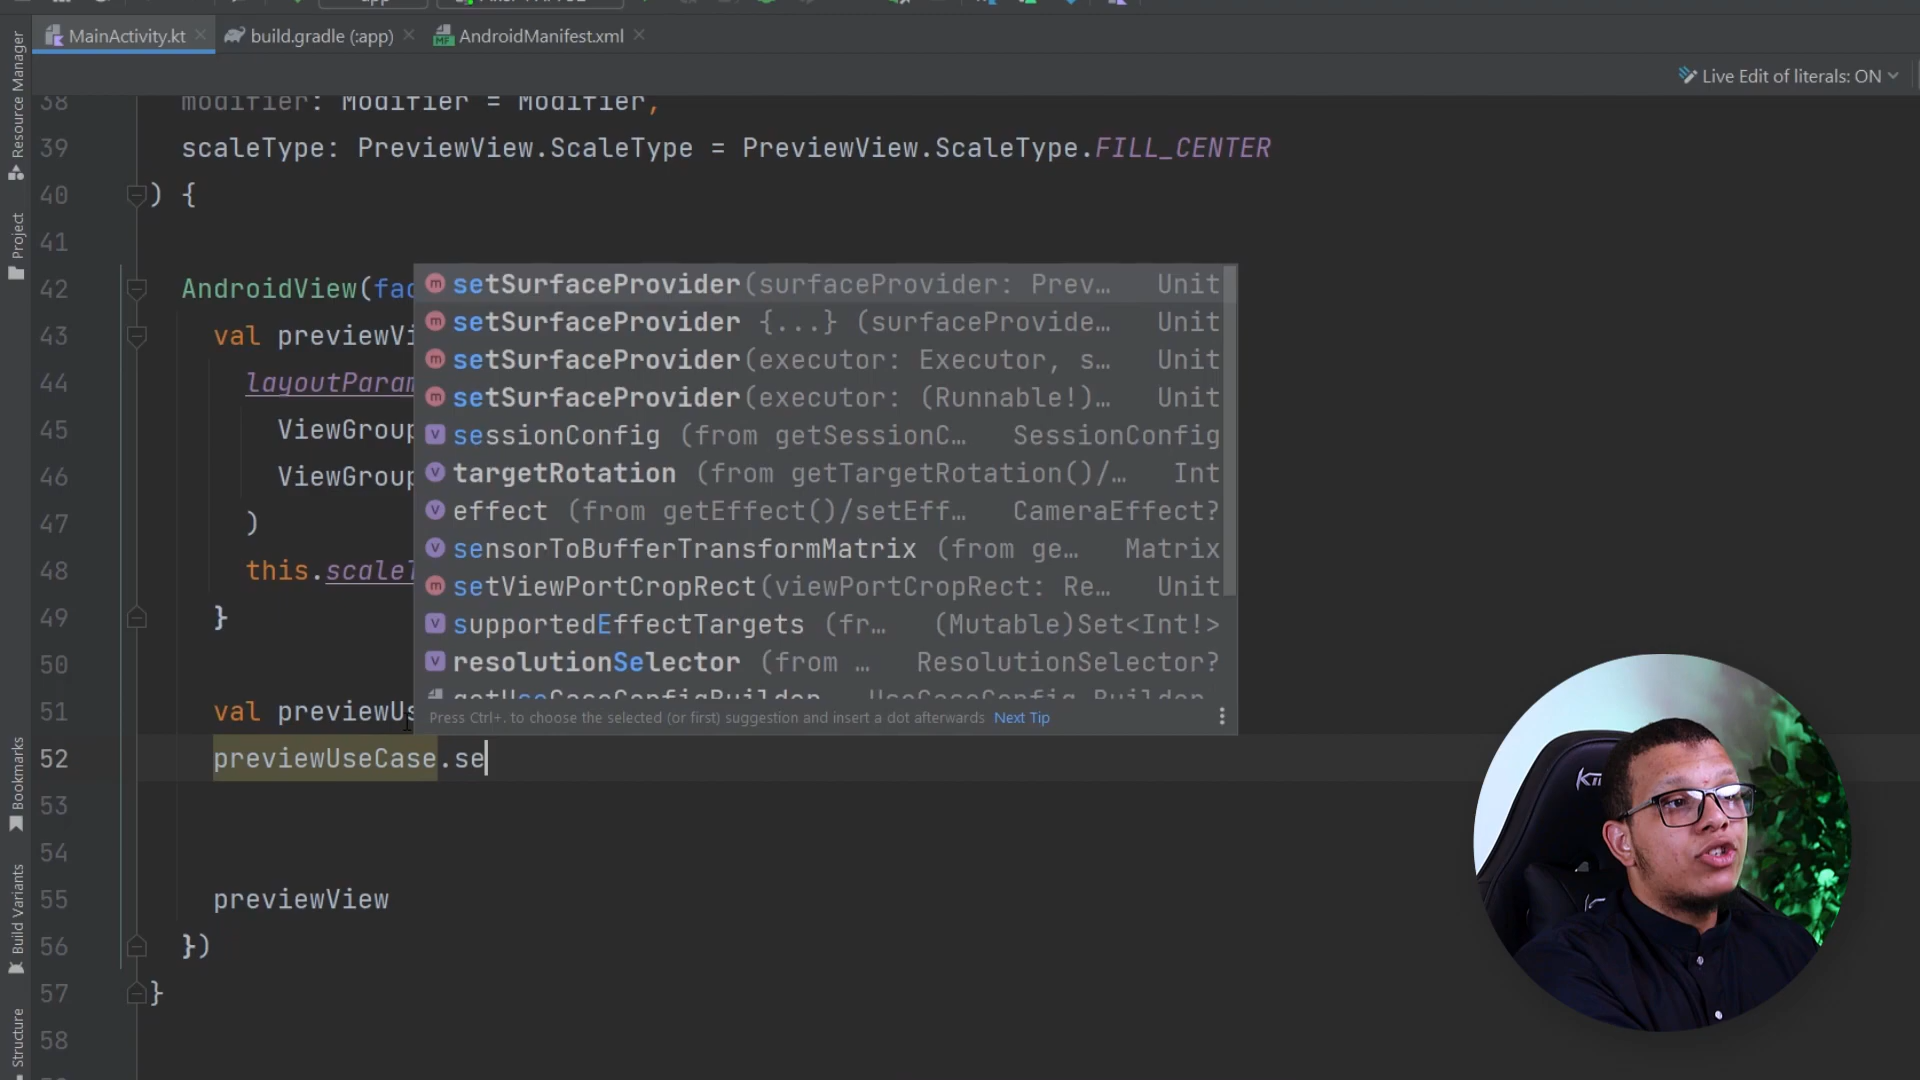 MainActivity.kt
build.gradle (:app)
AndroidManifest.xml
Live Edit of literals: ON
Resource Manager
Project
Bookmarks
Build Variants
Structure
38 modifier: Modifier = Modifier,
39 scaleType: PreviewView.ScaleType = PreviewView.ScaleType.FILL_CENTER
40 ) {
41
42 AndroidView(fac
43 val previewVi
44 layoutParam
45 ViewGroup
46 ViewGroup
47 )
48 this.scaleT
49 }
50
51 val previewUs
52 previewUseCase.se
53
54
55 previewView
56 })
57 }
58
setSurfaceProvider(surfaceProvider: Prev… Unit
setSurfaceProvider {...} (surfaceProvide… Unit
setSurfaceProvider(executor: Executor, s… Unit
setSurfaceProvider(executor: (Runnable!)… Unit
sessionConfig (from getSessionC… SessionConfig
targetRotation (from getTargetRotation()/… Int
effect (from getEffect()/setEff… CameraEffect?
sensorToBufferTransformMatrix (from ge… Matrix
setViewPortCropRect(viewPortCropRect: Re… Unit
supportedEffectTargets (fr… (Mutable)Set<Int!>
resolutionSelector (from … ResolutionSelector?
getUseCaseConfigBuilder UseCaseConfig.Builder
Press Ctrl+. to choose the selected (or first) suggestion and insert a dot afterwards Next Tip